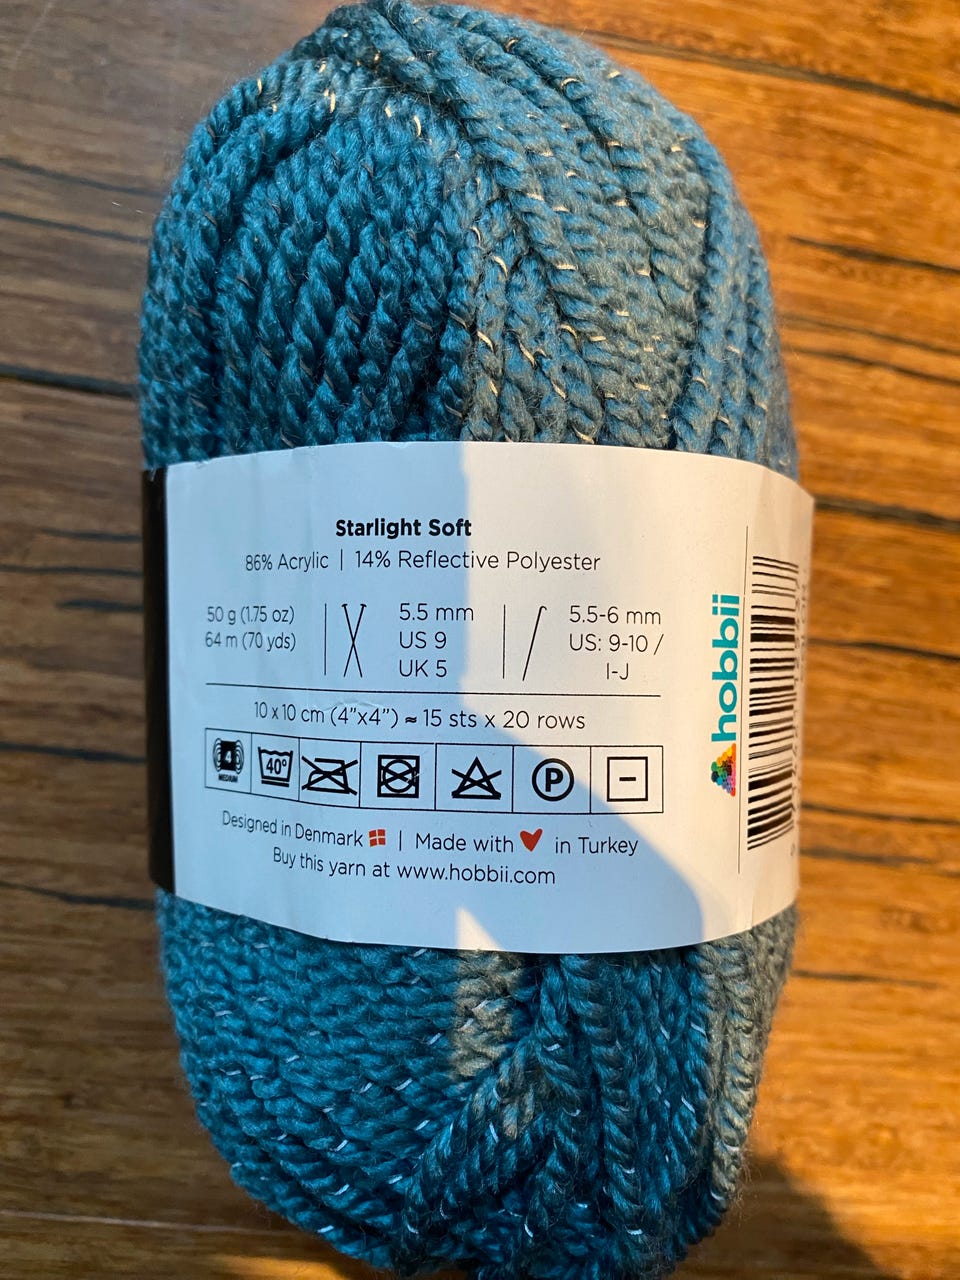 Starlight Soft
86% Acrylic | 14% Reflective Polyester
50 g (1.75 oz)
64 m (70 yds)
5.5 mm
US 9
UK 5
5.5-6 mm
US: 9-10 /
I-J
10 x 10 cm (4”x4”) ≈ 15 sts x 20 rows
4
MEDIUM
40°
P
Designed in Denmark | Made with in Turkey
Buy this yarn at www.hobbii.com
hobbii